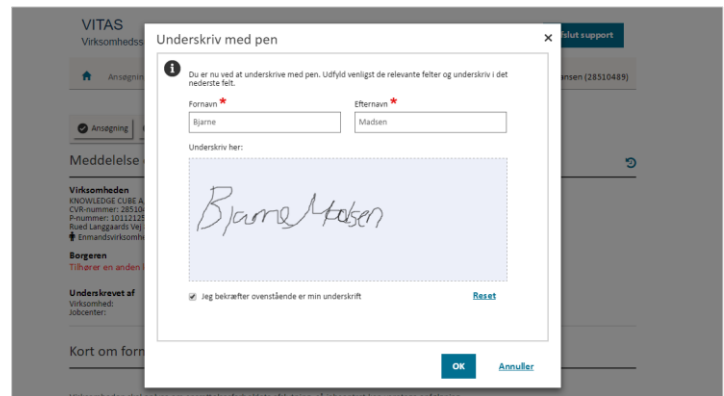 VITAS
Virksomhedss
fslut support
Ansøgnin
ansen (28510489)
Underskriv med pen
×
Du er nu ved at underskrive med pen. Udfyld venligst de relevante felter og underskriv i det
nederste felt.
Fornavn *
Efternavn *
Bjarne
Madsen
Underskriv her:
Bjarne Madsen
Jeg bekræfter ovenstående er min underskrift
Reset
OK
Annuller
Ansøgning
Meddelelse
Virksomheden
KNOWLEDGE CUBE A
CVR-nummer: 28510
P-nummer: 10112125
Rued Langgaards Vej
Enmandsvirksomhe
Borgeren
Tilhører en anden
Underskrevet af
Virksomhed:
Jobcenter:
Kort om forn